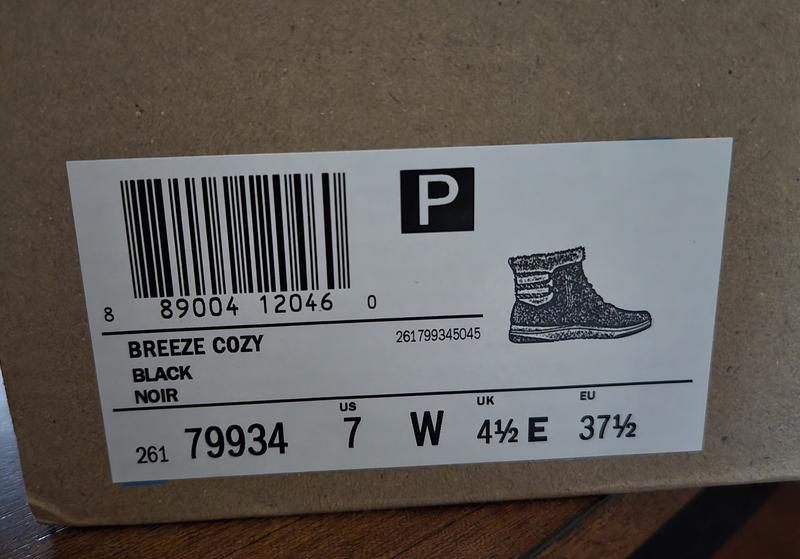 P
8 89004 12046 0
BREEZE COZY 261799345045
BLACK
NOIR
US UK EU
261 79934 7 W 4½ E 37½